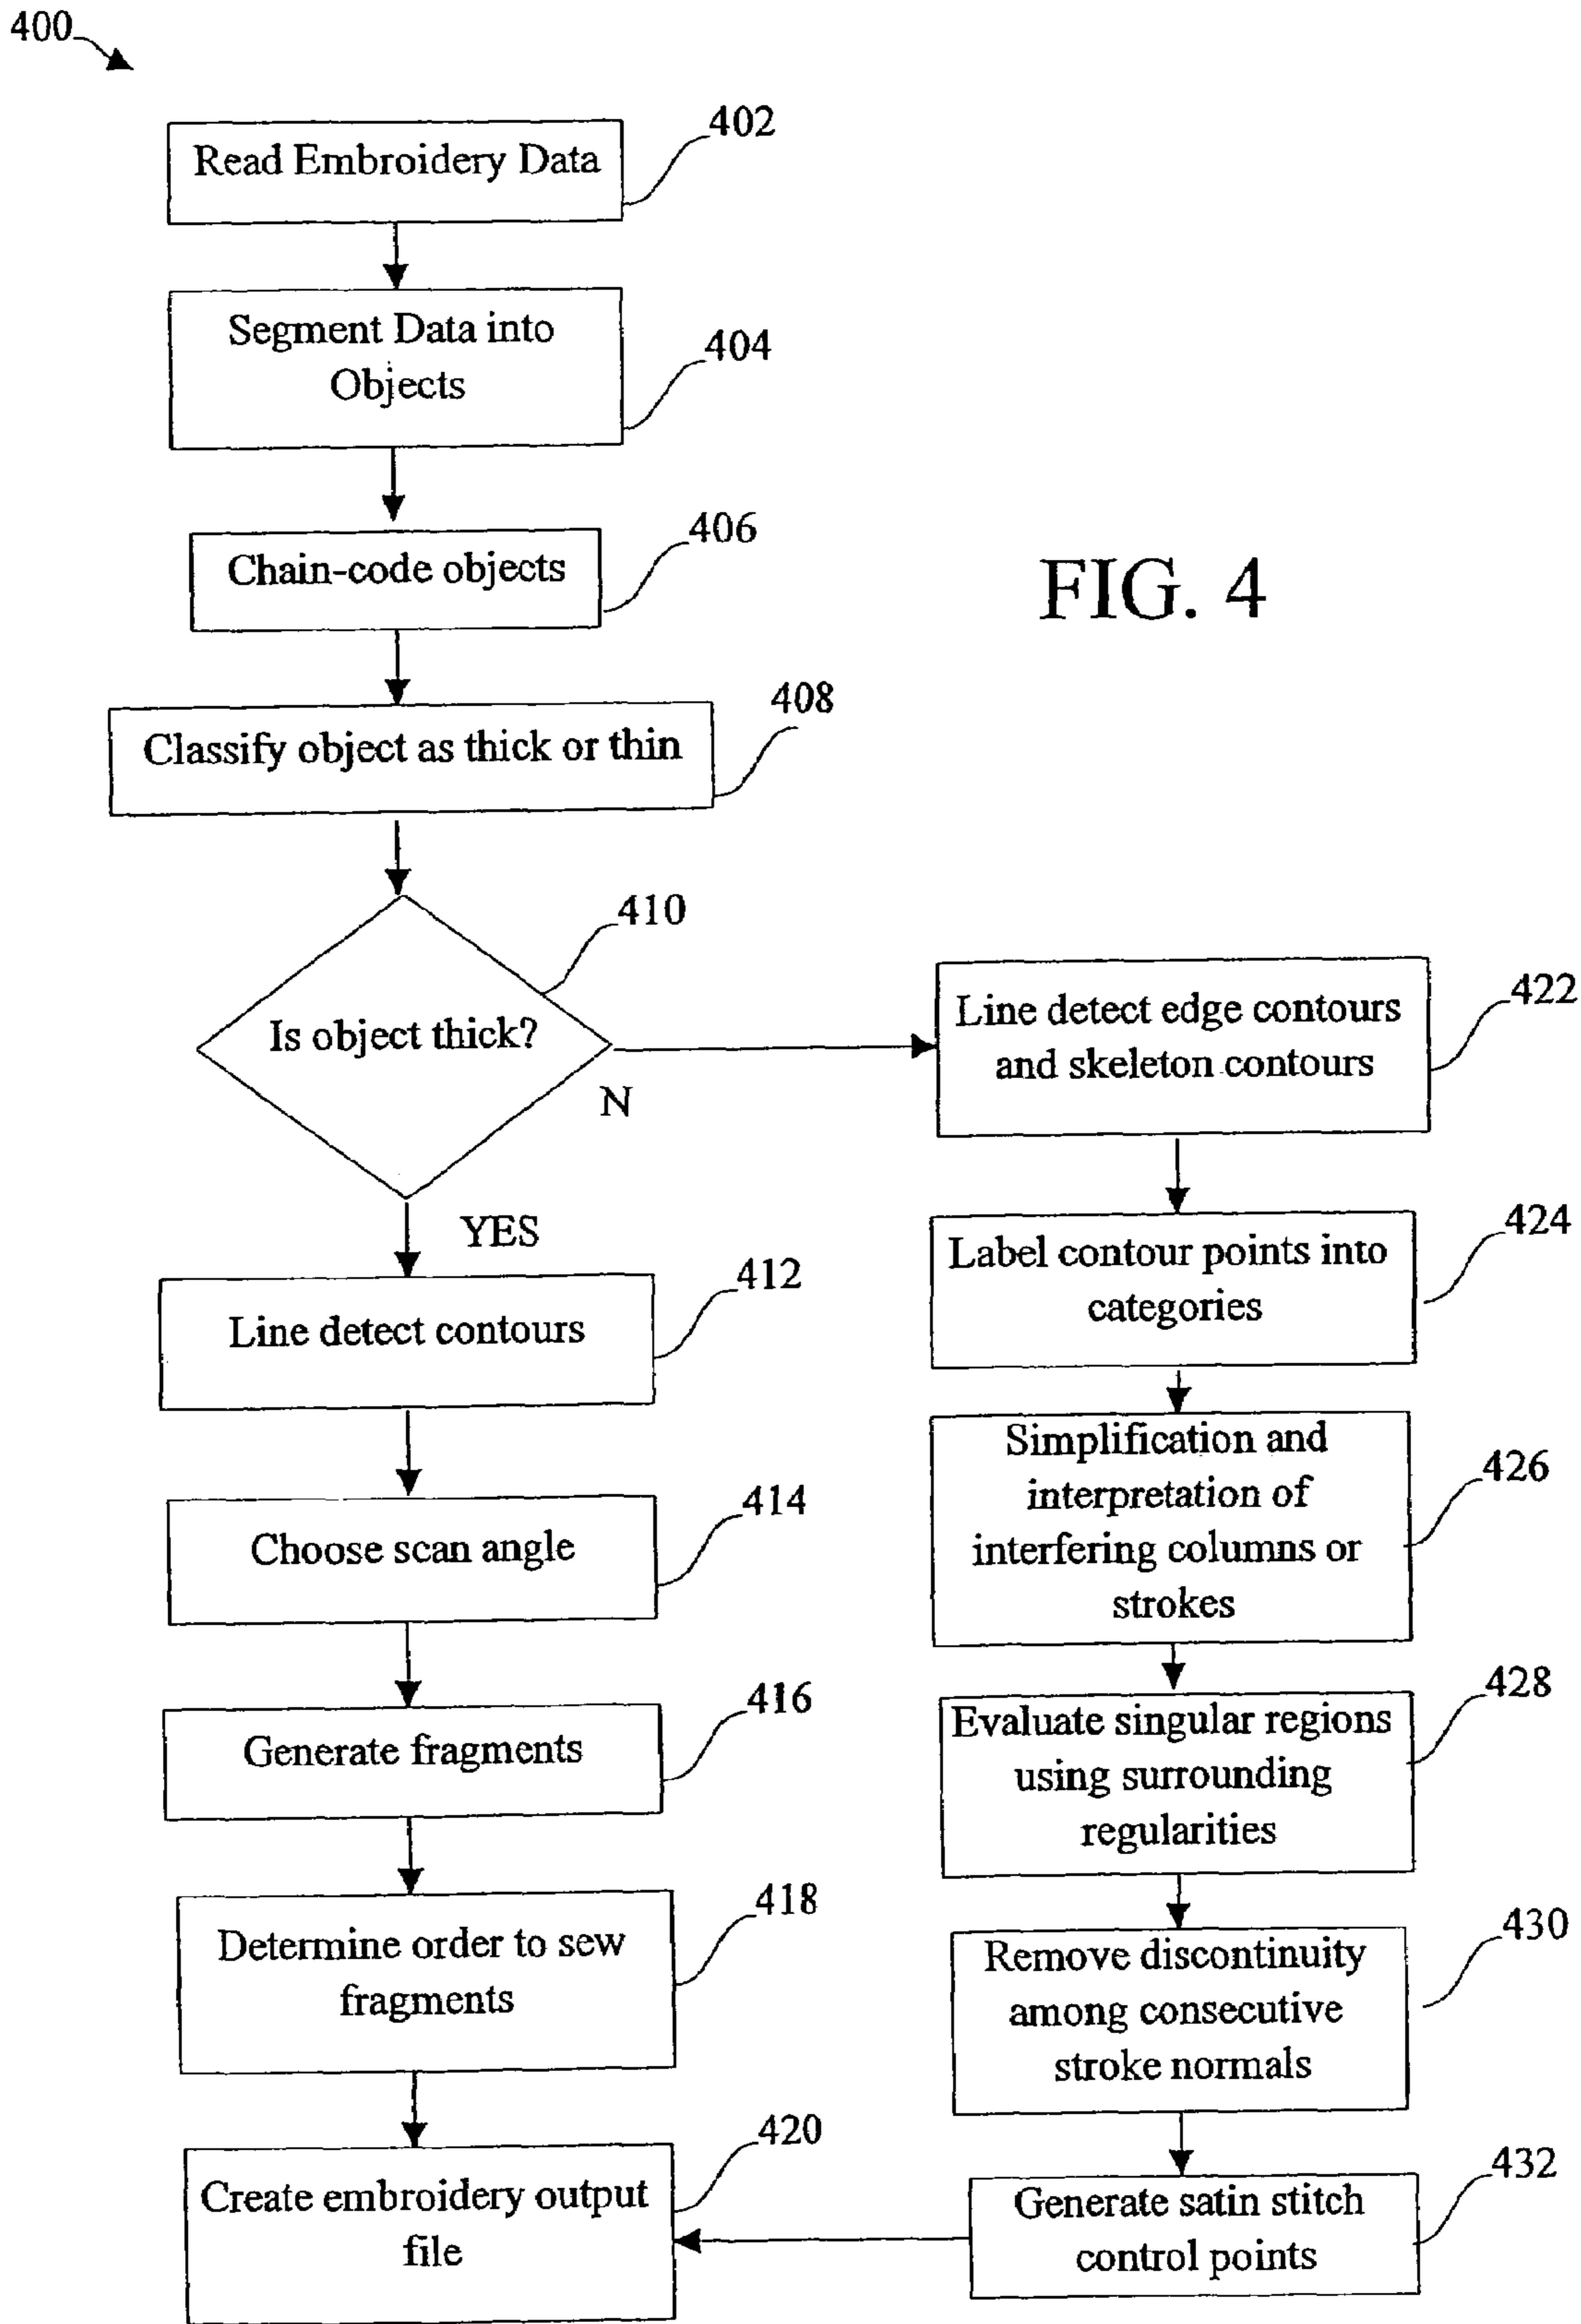 400
402
Read Embroidery Data
Segment Data into
Objects
404
406
Chain-code objects
FIG. 4
408
Classify object as thick or thin
410
Is object thick?
N
YES
412
Line detect contours
414
Choose scan angle
416
Generate fragments
418
Determine order to sew
fragments
420
Create embroidery output
file
422
Line detect edge contours
and skeleton contours
424
Label contour points into
categories
426
Simplification and
interpretation of
interfering columns or
strokes
428
Evaluate singular regions
using surrounding
regularities
430
Remove discontinuity
among consecutive
stroke normals
432
Generate satin stitch
control points